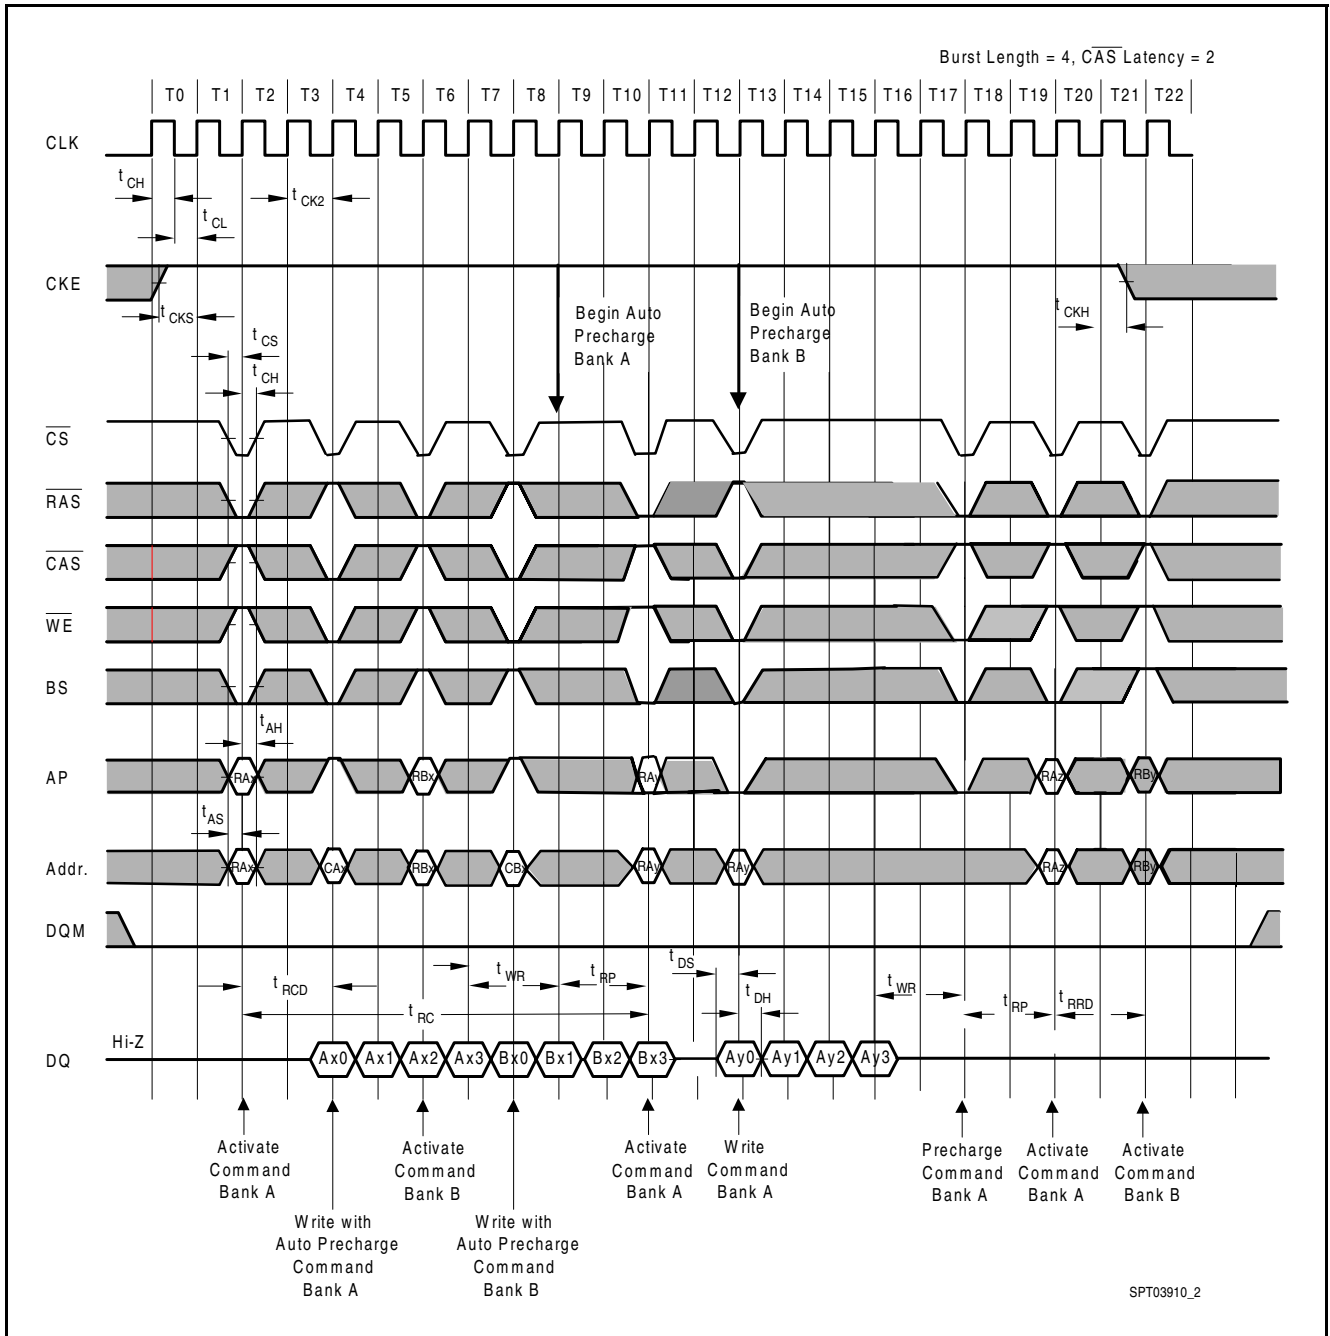 Burst Length = 4, CAS Latency = 2
T0 T1 T2 T3 T4 T5 T6 T7 T8 T9 T10 T11 T12 T13 T14 T15 T16 T17 T18 T19 T20 T21 T22
CLK
t CH
t CK2
t CL
CKE
t CKS
t CKH
Begin Auto
Precharge
Bank A
Begin Auto
Precharge
Bank B
t CS
t CH
CS
RAS
CAS
WE
BS
t AH
AP
RAx RBx RAy RAz RBy
t AS
Addr.
RAx CAx RBx CBx RAy RAy RAz RBy
DQM
t RCD
t WR
t RP
t DS
t DH
t WR
t RP
t RRD
t RC
Hi-Z
DQ
Ax0 Ax1 Ax2 Ax3 Bx0 Bx1 Bx2 Bx3 Ay0 Ay1 Ay2 Ay3
Activate
Command
Bank A
Write with
Auto Precharge
Command
Bank A
Activate
Command
Bank B
Write with
Auto Precharge
Command
Bank B
Activate
Command
Bank A
Write
Command
Bank A
Precharge
Command
Bank A
Activate
Command
Bank A
Activate
Command
Bank B
SPT03910_2